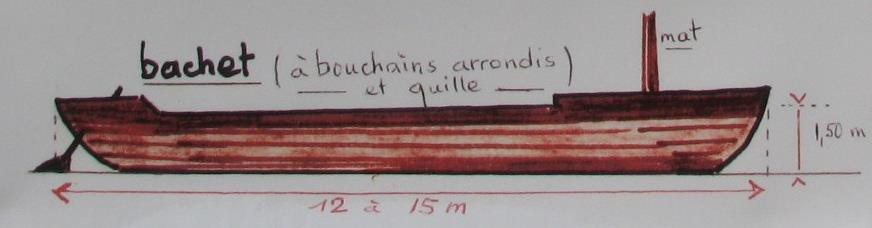 mat
bachet (à bouchains arrondis)
et quille
1,50 m
12 à 15 m